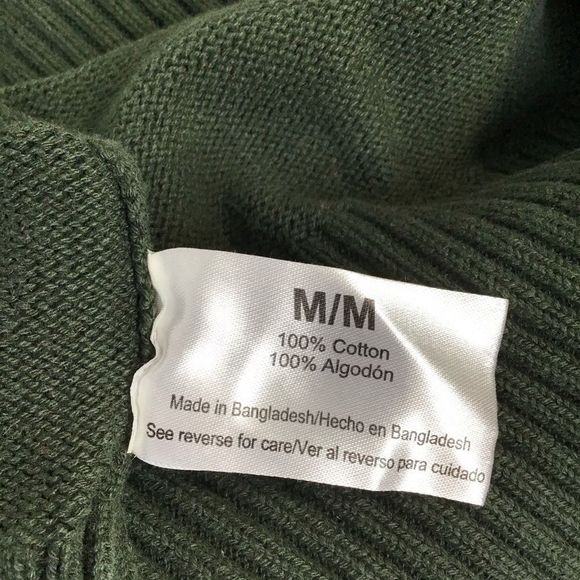 M/M
100% Cotton
100% Algodón
Made in Bangladesh/Hecho en Bangladesh
See reverse for care/Ver al reverso para cuidado